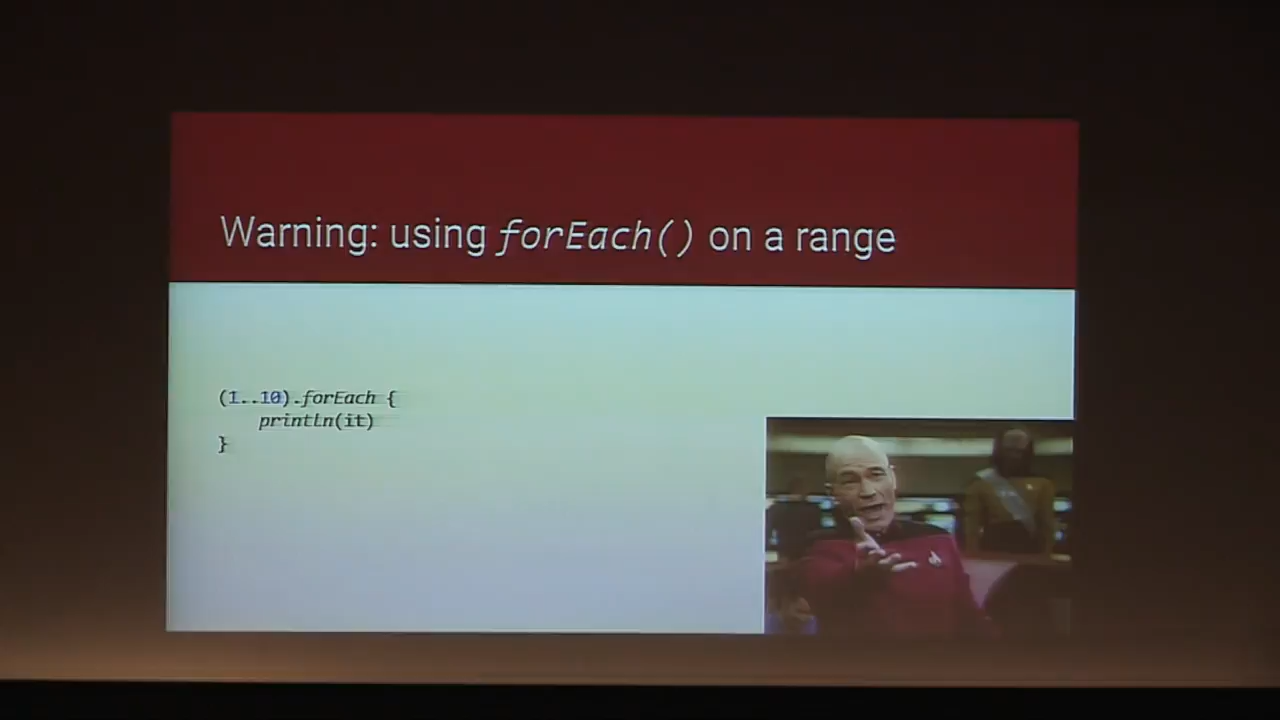 Warning: using forEach() on a range
(1..10).forEach {
println(it)
}